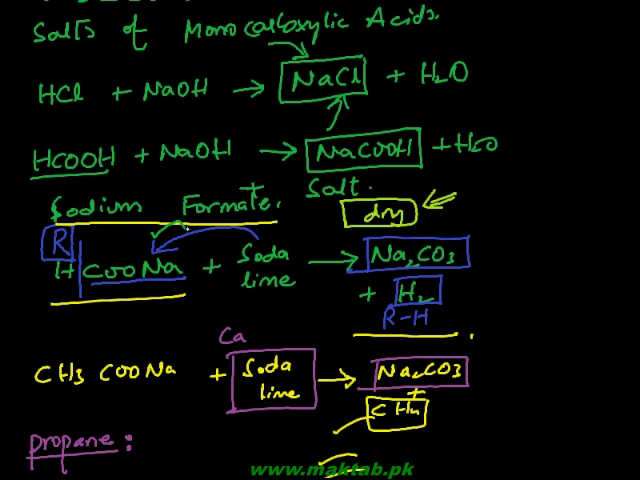 Salts of Monocarboxylic Acids.
HCl + NaOH → NaCl + H2O
HCOOH + NaOH → NaCOOH + H2O
Salt.
Sodium Formate.
dry
R
H COONa + Soda lime → Na2CO3
+ H2
R-H
Ca
CH3 COONa + Soda lime → Na2CO3
+
CH4
propane:
www.maktab.pk